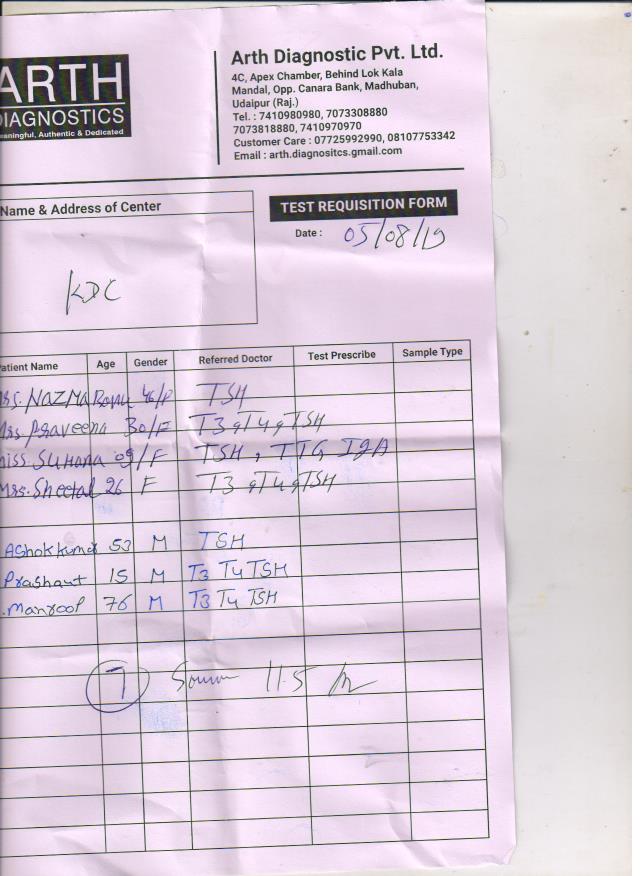 ARTH
DIAGNOSTICS
eaningful, Authentic & Dedicated
Arth Diagnostic Pvt. Ltd.
4C, Apex Chamber, Behind Lok Kala
Mandal, Opp. Canara Bank, Madhuban,
Udaipur (Raj.)
Tel. : 7410980980, 7073308880
7073818880, 7410970970
Customer Care : 07725992990, 08107753342
Email : arth.diagnositcs.gmail.com
Name & Address of Center
TEST REQUISITION FORM
Date : 05/08/19
KDC
atient Name Age Gender Referred Doctor Test Prescribe Sample Type
rs. NAZMA Banu 46/F TSH
Mrs. Praveena 30/F T3 T4 TSH
miss. SUHANA 09/F TSH, TTG IgA
Mrs. Sheetal 26 F T3 T4 TSH
Ashok kumar 53 M TSH
Prashant 15 M T3 T4 TSH
.Manroop 76 M T3 T4 TSH
7 11.5